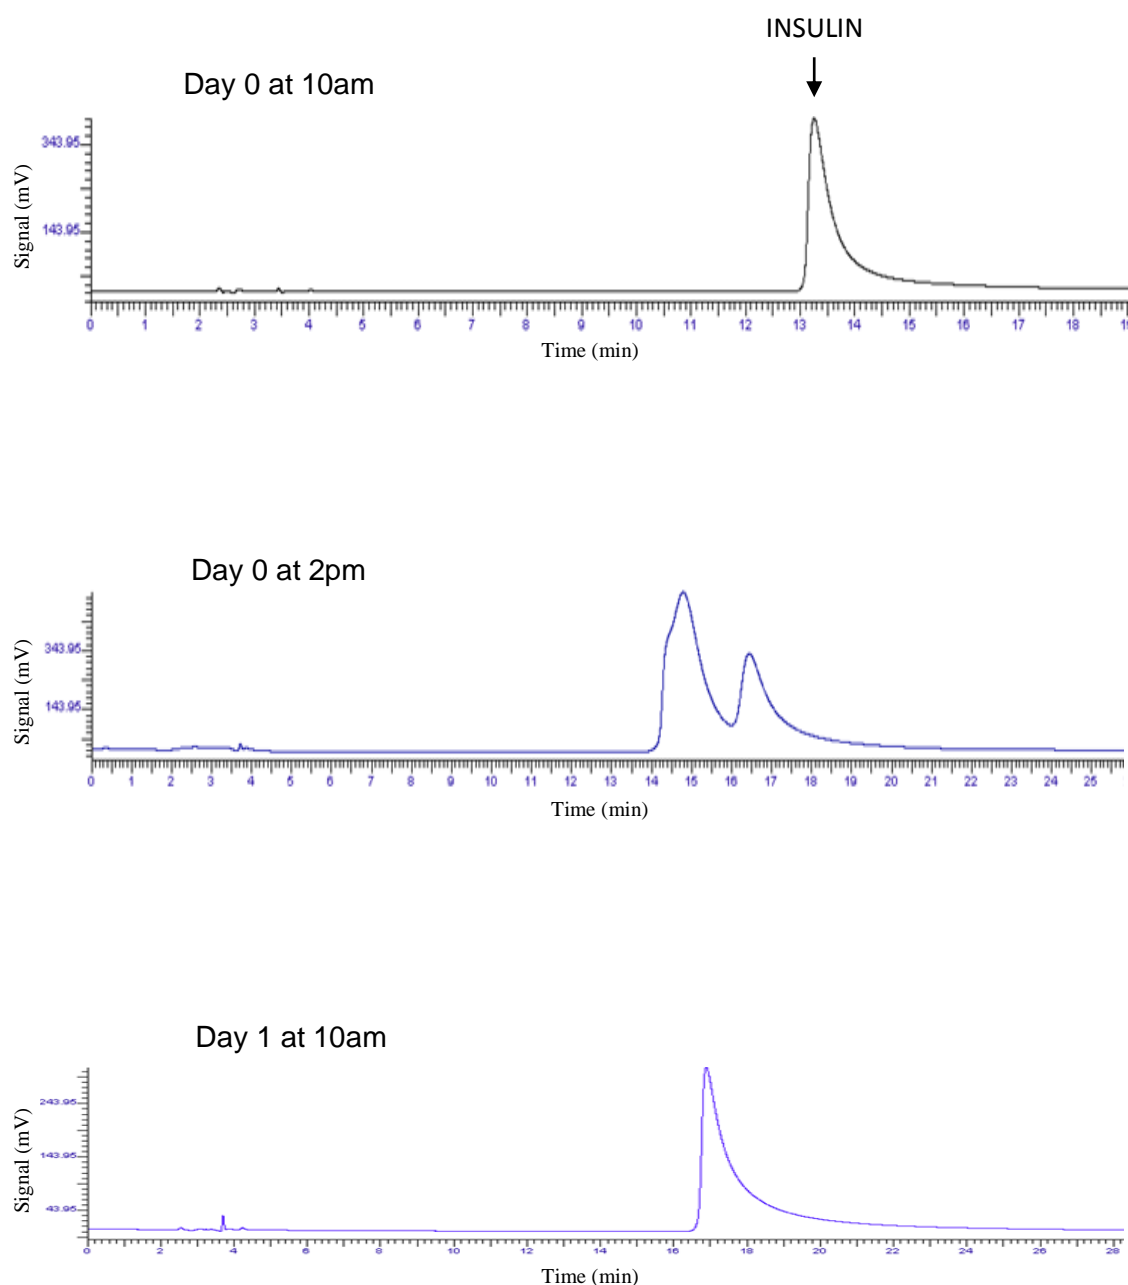 INSULIN
Day 0 at 10am
Signal (mV)
343.95
143.95
0 1 2 3 4 5 6 7 8 9 10 11 12 13 14 15 16 17 18 19
Time (min)
Day 0 at 2pm
Signal (mV)
343.95
143.95
0 1 2 3 4 5 6 7 8 9 10 11 12 13 14 15 16 17 18 19 20 21 22 23 24 25
Time (min)
Day 1 at 10am
Signal (mV)
243.95
143.95
43.95
0 2 4 6 8 10 12 14 16 18 20 22 24 26 28
Time (min)